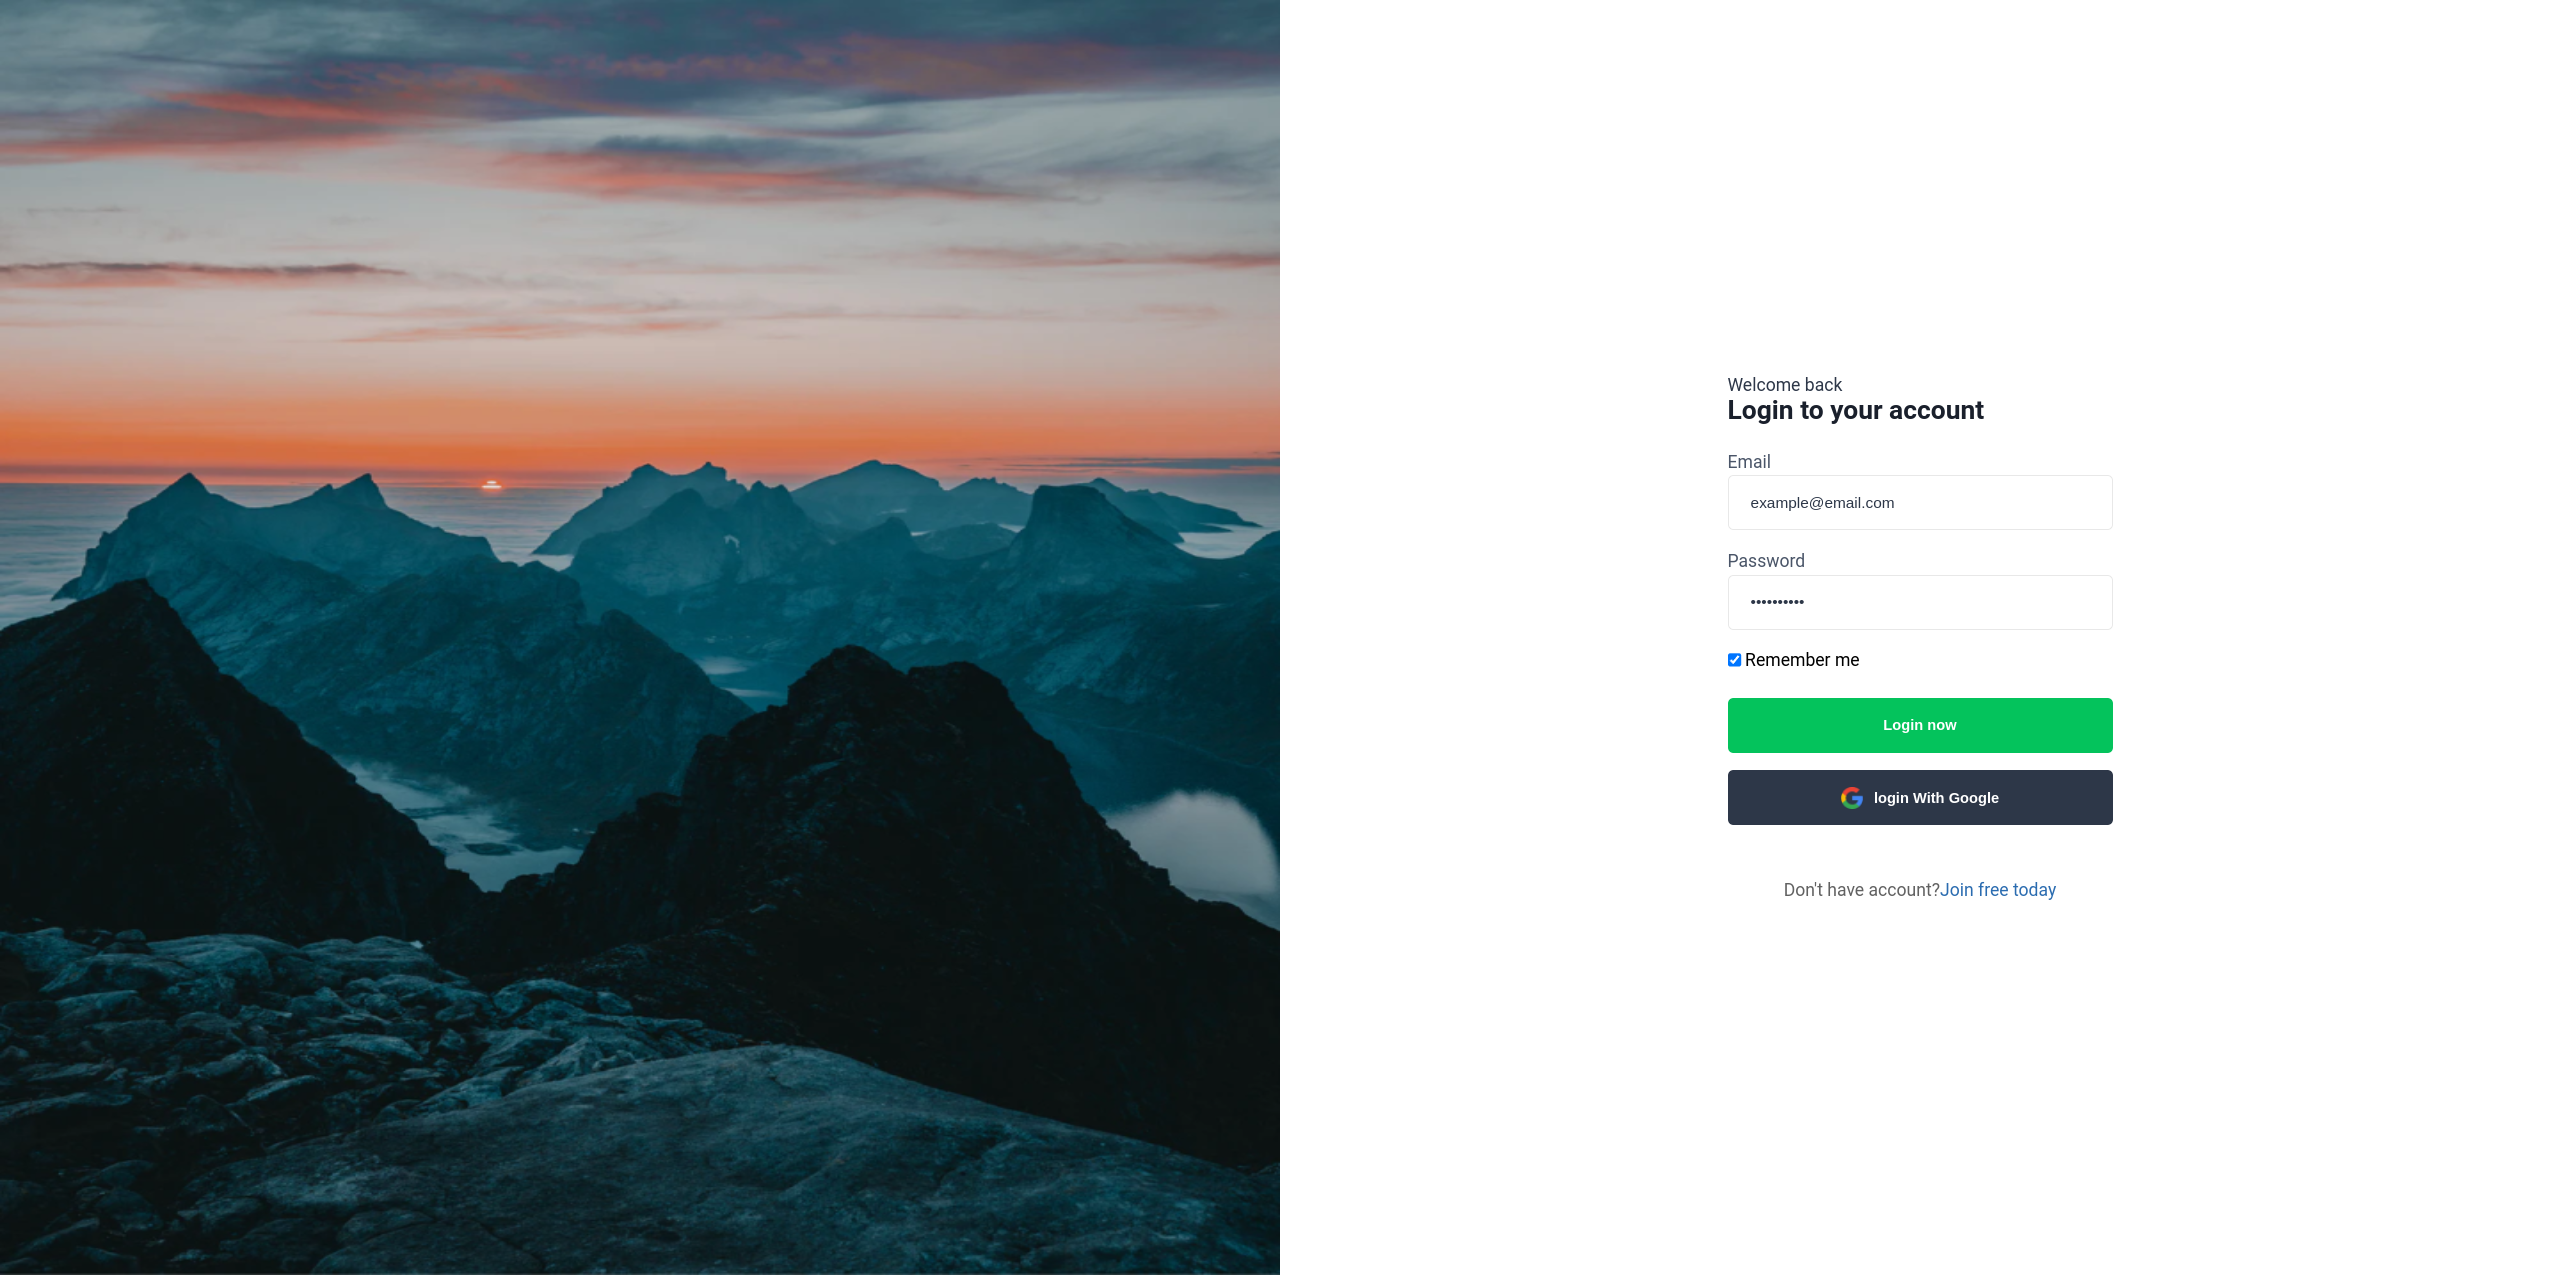 Welcome back
Login to your account
Email
example@email.com
Password
••••••••••
Remember me
Login now
login With Google
Don't have account?Join free today